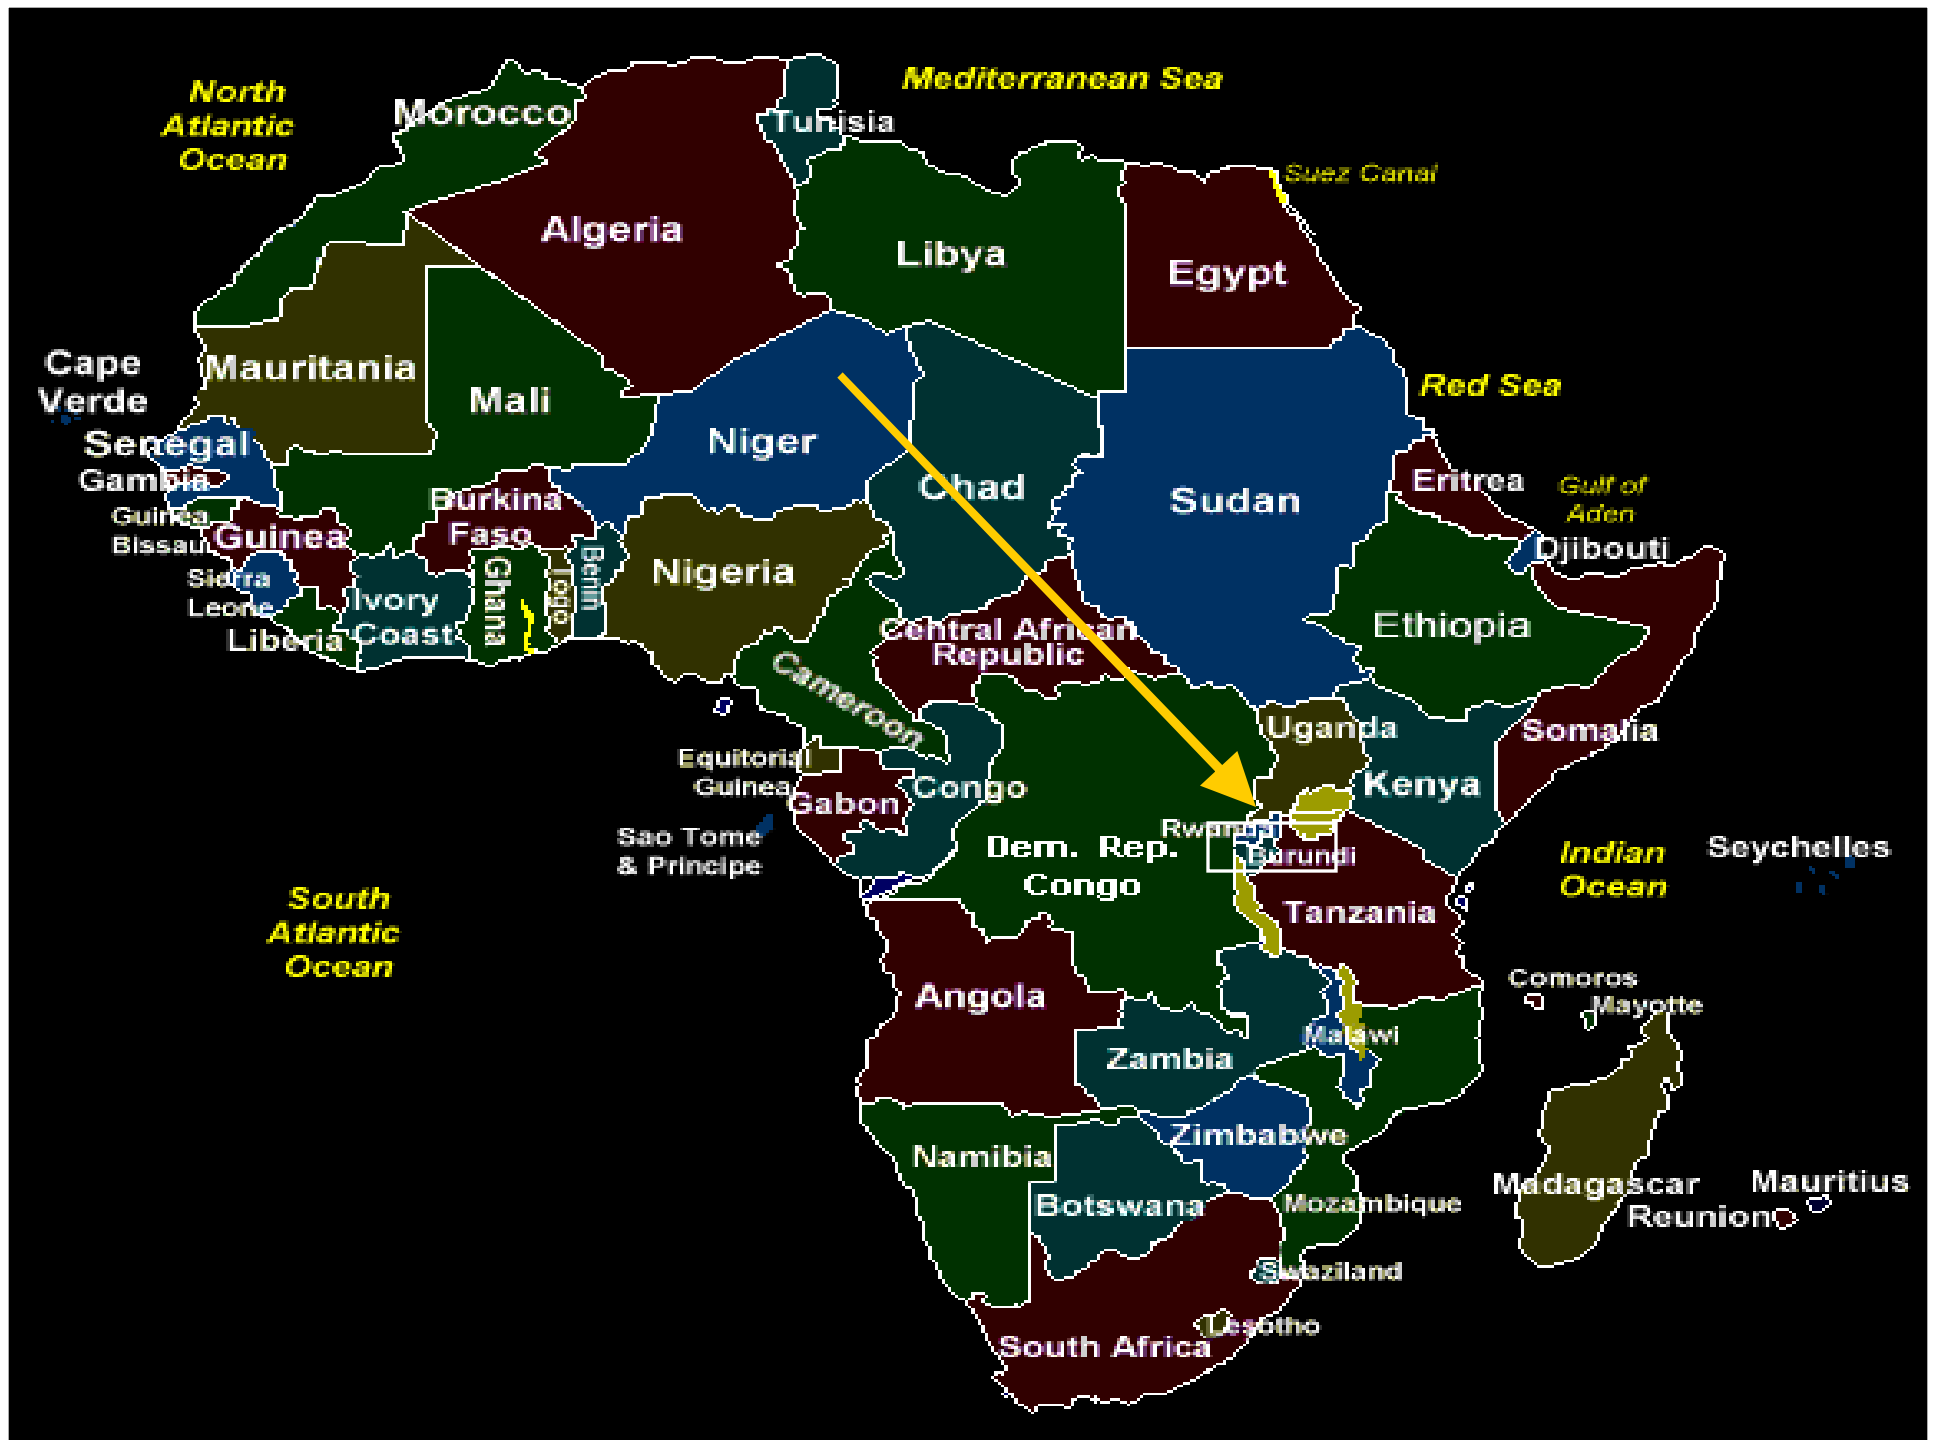 North
Atlantic
Ocean
Mediterranean Sea
Morocco
Tunisia
Suez Canal
Algeria
Libya
Egypt
Cape
Verde
Mauritania
Mali
Niger
Chad
Sudan
Red Sea
Senegal
Gambia
Guinea
Bissau
Guinea
Sierra
Leone
Liberia
Ivory
Coast
Burkina
Faso
Ghana
Togo
Benin
Nigeria
Eritrea
Gulf of
Aden
Djibouti
Ethiopia
Central African
Republic
Cameroon
Uganda
Somalia
Kenya
Equitorial
Guinea
Gabon
Congo
Sao Tome
& Principe
Rwanda
Burundi
Dem. Rep.
Congo
Indian
Ocean
Seychelles
South
Atlantic
Ocean
Tanzania
Angola
Comoros
Mayotte
Malawi
Zambia
Zimbabwe
Namibia
Botswana
Mozambique
Madagascar
Mauritius
Reunion
Swaziland
Lesotho
South Africa